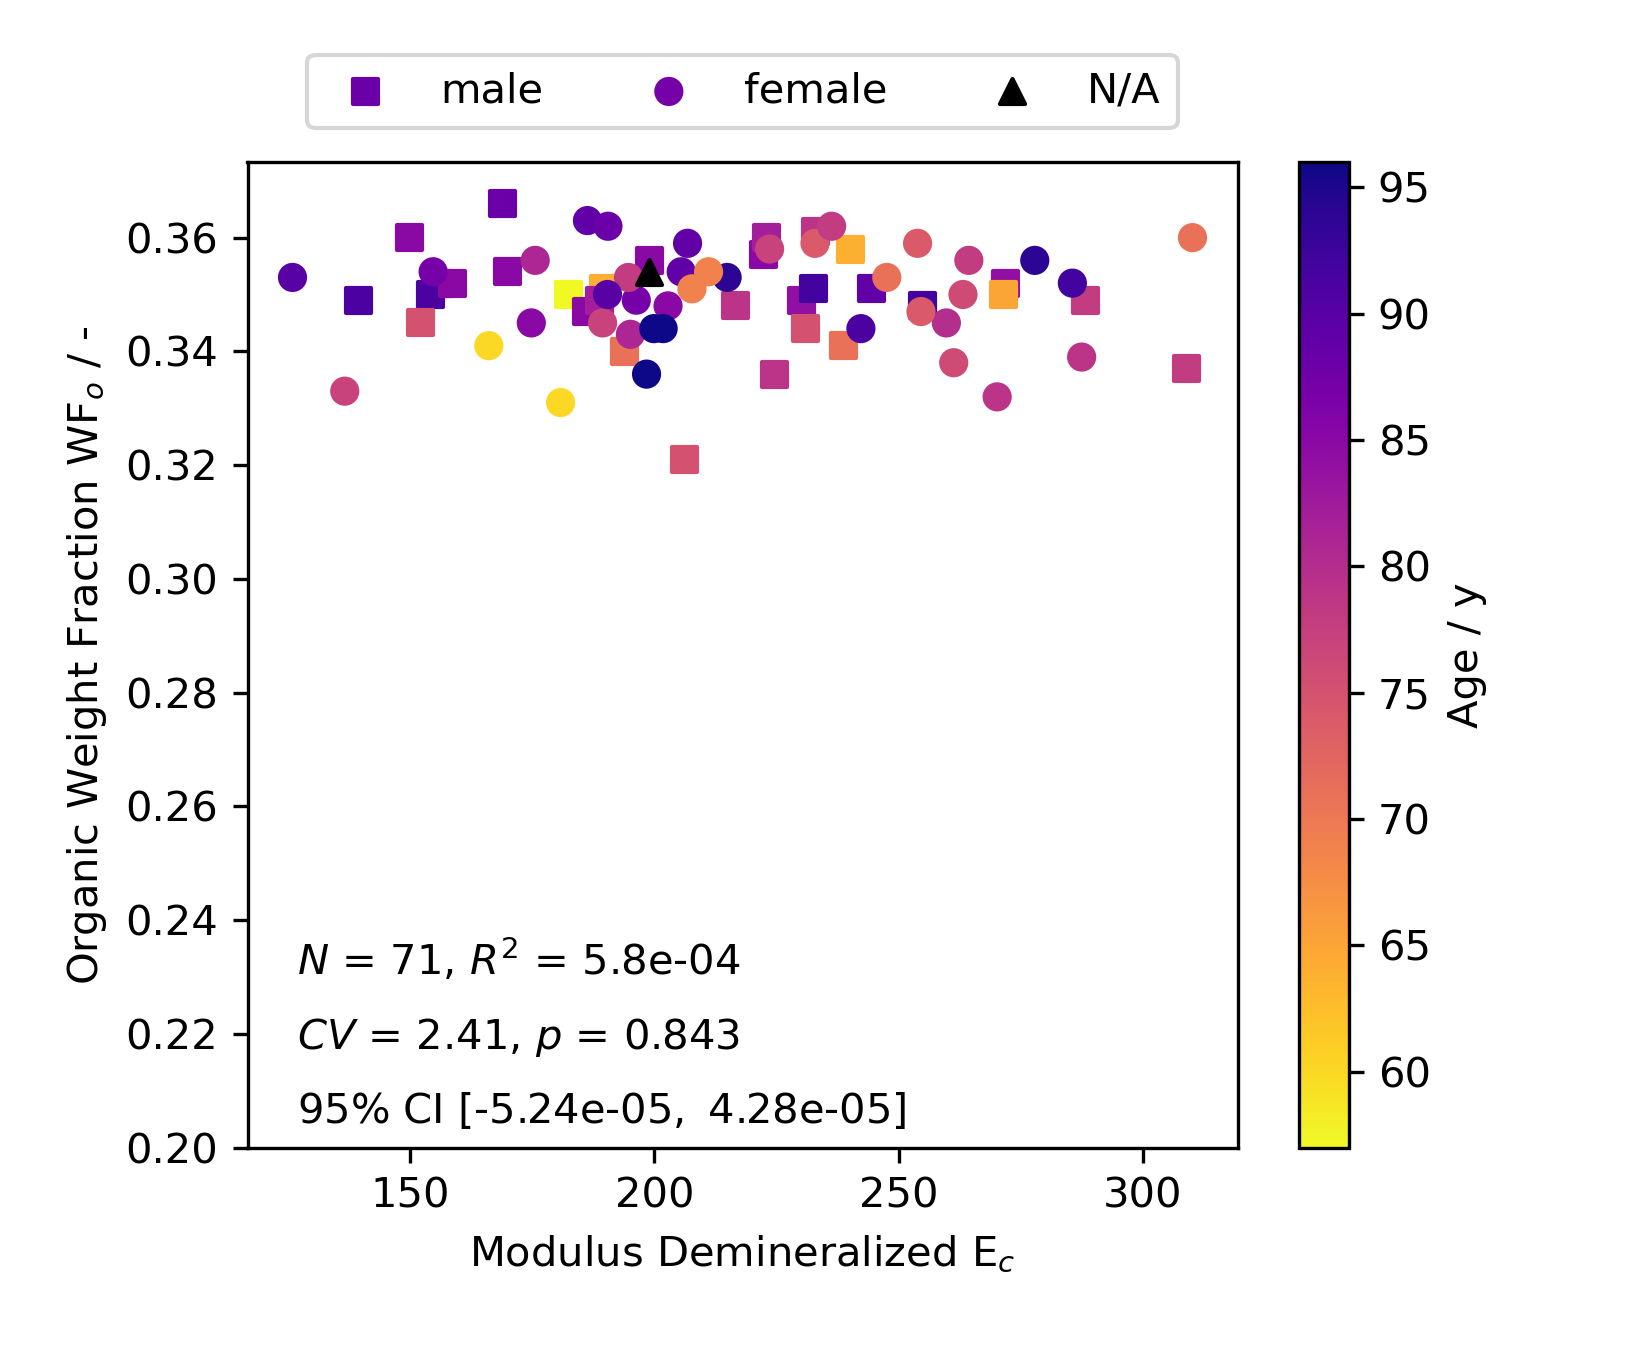 male female N/A
Organic Weight Fraction WFₒ / -
0.36
0.34
0.32
0.30
0.28
0.26
0.24
0.22
0.20
N = 71, R² = 5.8e-04
CV = 2.41, p = 0.843
95% CI [-5.24e-05, 4.28e-05]
150 200 250 300
Modulus Demineralized E_c
95
90
85
80
75
70
65
60
Age / y